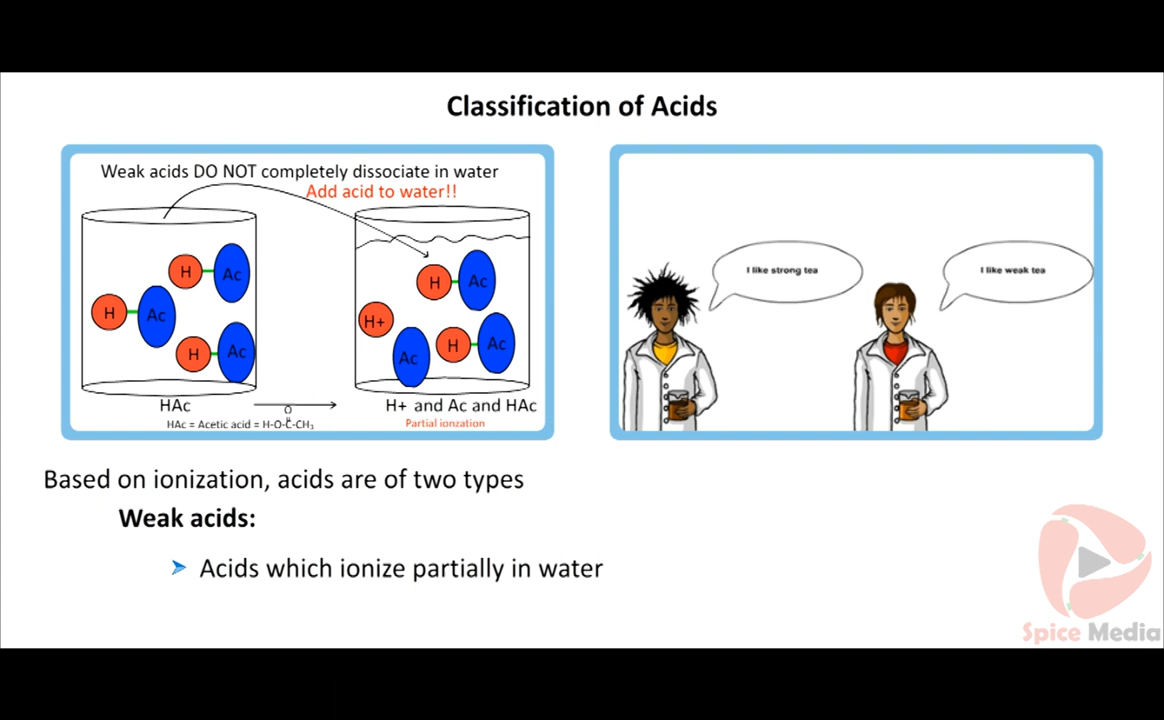 Classification of Acids
Weak acids DO NOT completely dissociate in water
Add acid to water!!
H Ac
H Ac
H Ac
H Ac
H+
Ac
H Ac
HAc
H+ and Ac and HAc
O
HAc = Acetic acid = H-O-C-CH₃
Partial ionzation
I like strong tea
I like weak tea
Based on ionization, acids are of two types
Weak acids:
Acids which ionize partially in water
Spice Media